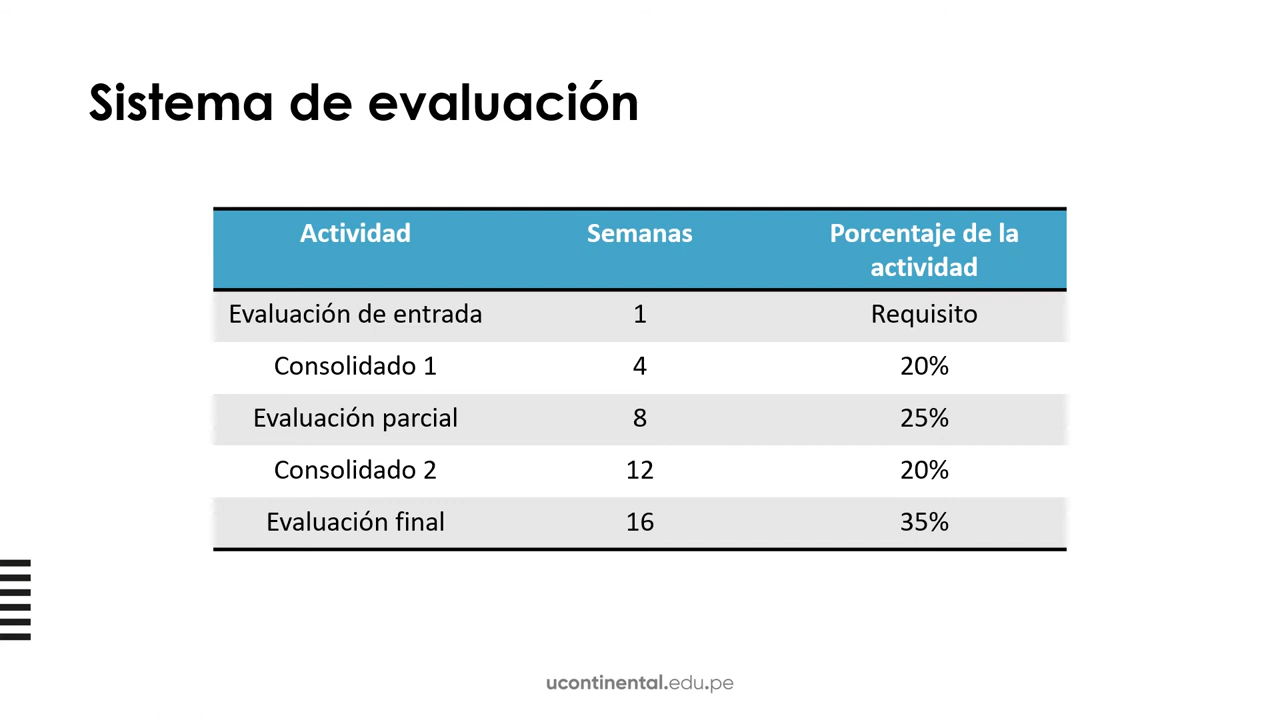 Sistema de evaluación
Actividad Semanas Porcentaje de la
actividad
Evaluación de entrada 1 Requisito
Consolidado 1 4 20%
Evaluación parcial 8 25%
Consolidado 2 12 20%
Evaluación final 16 35%
ucontinental.edu.pe